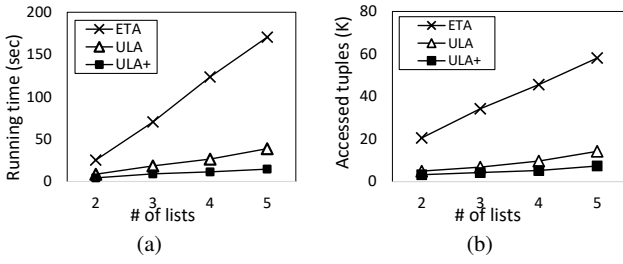 Running time (sec)
200
150
100
50
0
ETA
ULA
ULA+
2 3 4 5
# of lists
(a)
Accessed tuples (K)
80
60
40
20
0
ETA
ULA
ULA+
2 3 4 5
# of lists
(b)